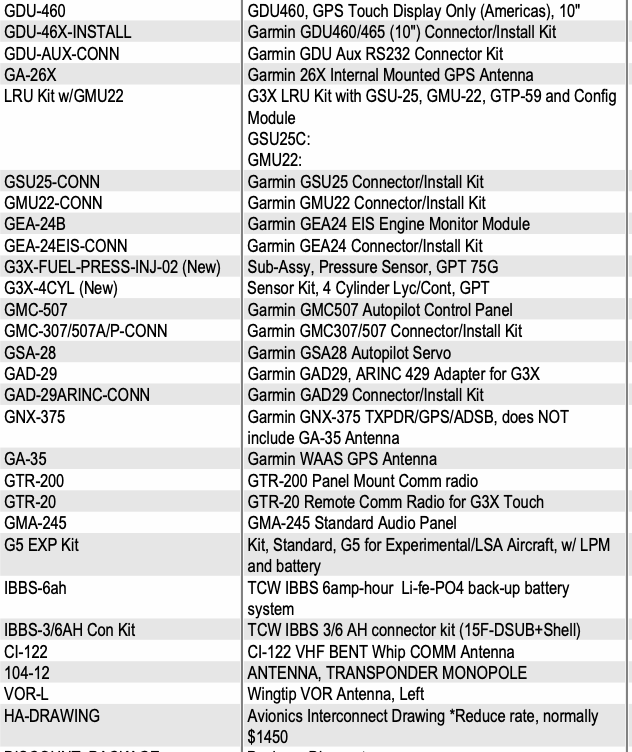 GDU-460 GDU460, GPS Touch Display Only (Americas), 10"
GDU-46X-INSTALL Garmin GDU460/465 (10") Connector/Install Kit
GDU-AUX-CONN Garmin GDU Aux RS232 Connector Kit
GA-26X Garmin 26X Internal Mounted GPS Antenna
LRU Kit w/GMU22 G3X LRU Kit with GSU-25, GMU-22, GTP-59 and Config
Module
GSU25C:
GMU22:
GSU25-CONN Garmin GSU25 Connector/Install Kit
GMU22-CONN Garmin GMU22 Connector/Install Kit
GEA-24B Garmin GEA24 EIS Engine Monitor Module
GEA-24EIS-CONN Garmin GEA24 Connector/Install Kit
G3X-FUEL-PRESS-INJ-02 (New) Sub-Assy, Pressure Sensor, GPT 75G
G3X-4CYL (New) Sensor Kit, 4 Cylinder Lyc/Cont, GPT
GMC-507 Garmin GMC507 Autopilot Control Panel
GMC-307/507A/P-CONN Garmin GMC307/507 Connector/Install Kit
GSA-28 Garmin GSA28 Autopilot Servo
GAD-29 Garmin GAD29, ARINC 429 Adapter for G3X
GAD-29ARINC-CONN Garmin GAD29 Connector/Install Kit
GNX-375 Garmin GNX-375 TXPDR/GPS/ADSB, does NOT
include GA-35 Antenna
GA-35 Garmin WAAS GPS Antenna
GTR-200 GTR-200 Panel Mount Comm radio
GTR-20 GTR-20 Remote Comm Radio for G3X Touch
GMA-245 GMA-245 Standard Audio Panel
G5 EXP Kit Kit, Standard, G5 for Experimental/LSA Aircraft, w/ LPM
and battery
IBBS-6ah TCW IBBS 6amp-hour Li-fe-PO4 back-up battery
system
IBBS-3/6AH Con Kit TCW IBBS 3/6 AH connector kit (15F-DSUB+Shell)
CI-122 CI-122 VHF BENT Whip COMM Antenna
104-12 ANTENNA, TRANSPONDER MONOPOLE
VOR-L Wingtip VOR Antenna, Left
HA-DRAWING Avionics Interconnect Drawing *Reduce rate, normally
$1450